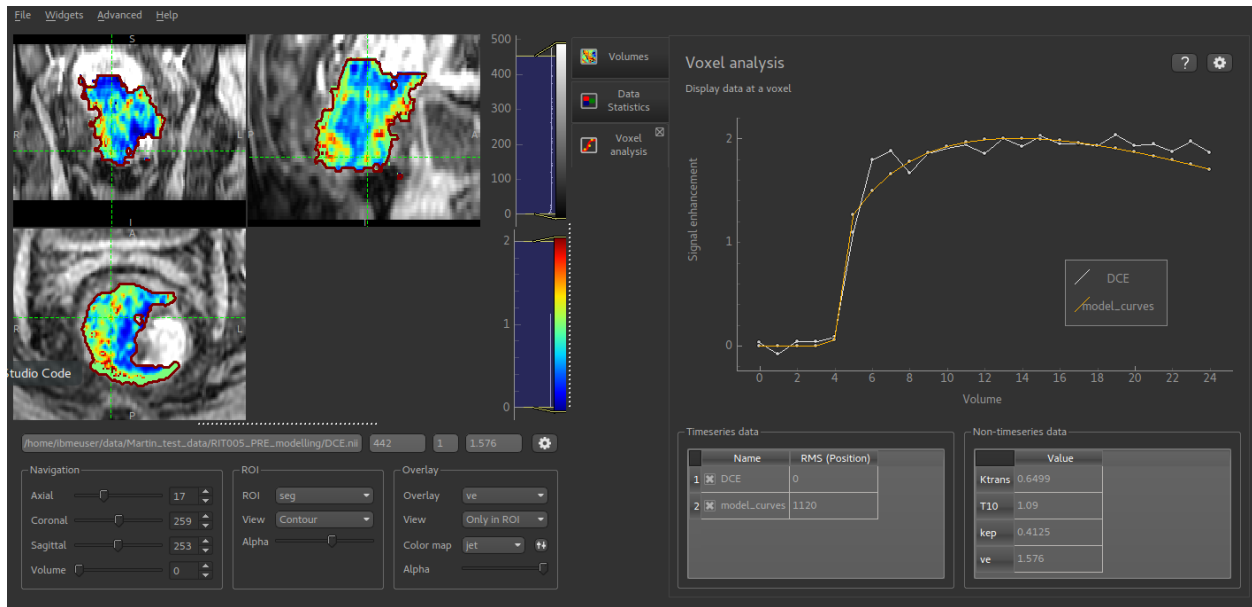 File Widgets Advanced Help
S
R
L
I
P
A
I
A
R
L
P
Studio Code
500
400
300
200
100
0
2
1
0
Volumes
Data
Statistics
Voxel
analysis
Voxel analysis
?
Display data at a voxel
Signal enhancement
2
1
0
DCE
model_curves
0 2 4 6 8 10 12 14 16 18 20 22 24
Volume
/home/ibmeuser/data/Martin_test_data/RIT005_PRE_modelling/DCE.nii 442 1 1.576
Navigation
Axial 17
Coronal 259
Sagittal 253
Volume 0
ROI
ROI seg
View Contour
Alpha
Overlay
Overlay ve
View Only in ROI
Color map jet
Alpha
Timeseries data
Name RMS (Position)
1 DCE 0
2 model_curves 1120
Non-timeseries data
Value
Ktrans 0.6499
T10 1.09
kep 0.4125
ve 1.576